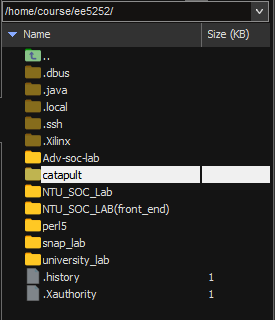 /home/course/ee5252/
Name Size (KB)
..
.dbus
.java
.local
.ssh
.Xilinx
Adv-soc-lab
catapult
NTU_SOC_Lab
NTU_SOC_LAB(front_end)
perl5
snap_lab
university_lab
.history 1
.Xauthority 1